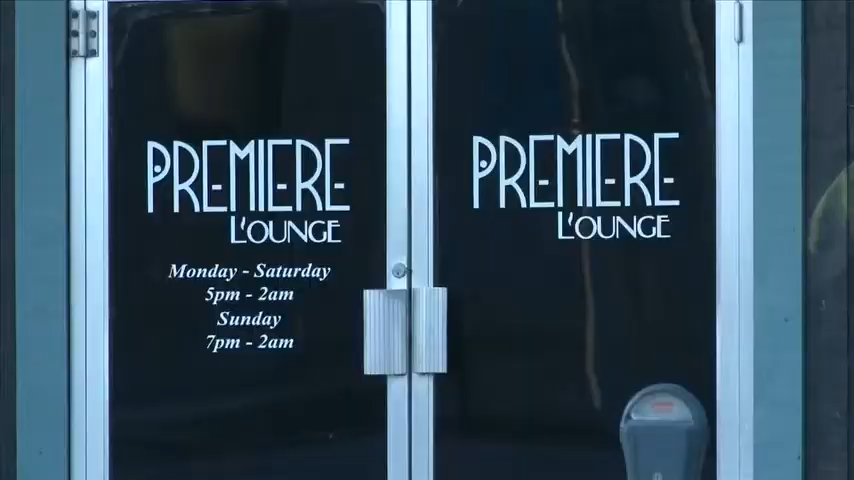 PREMIERE
L'OUNGE
Monday - Saturday
5pm - 2am
Sunday
7pm - 2am
PREMIERE
L'OUNGE